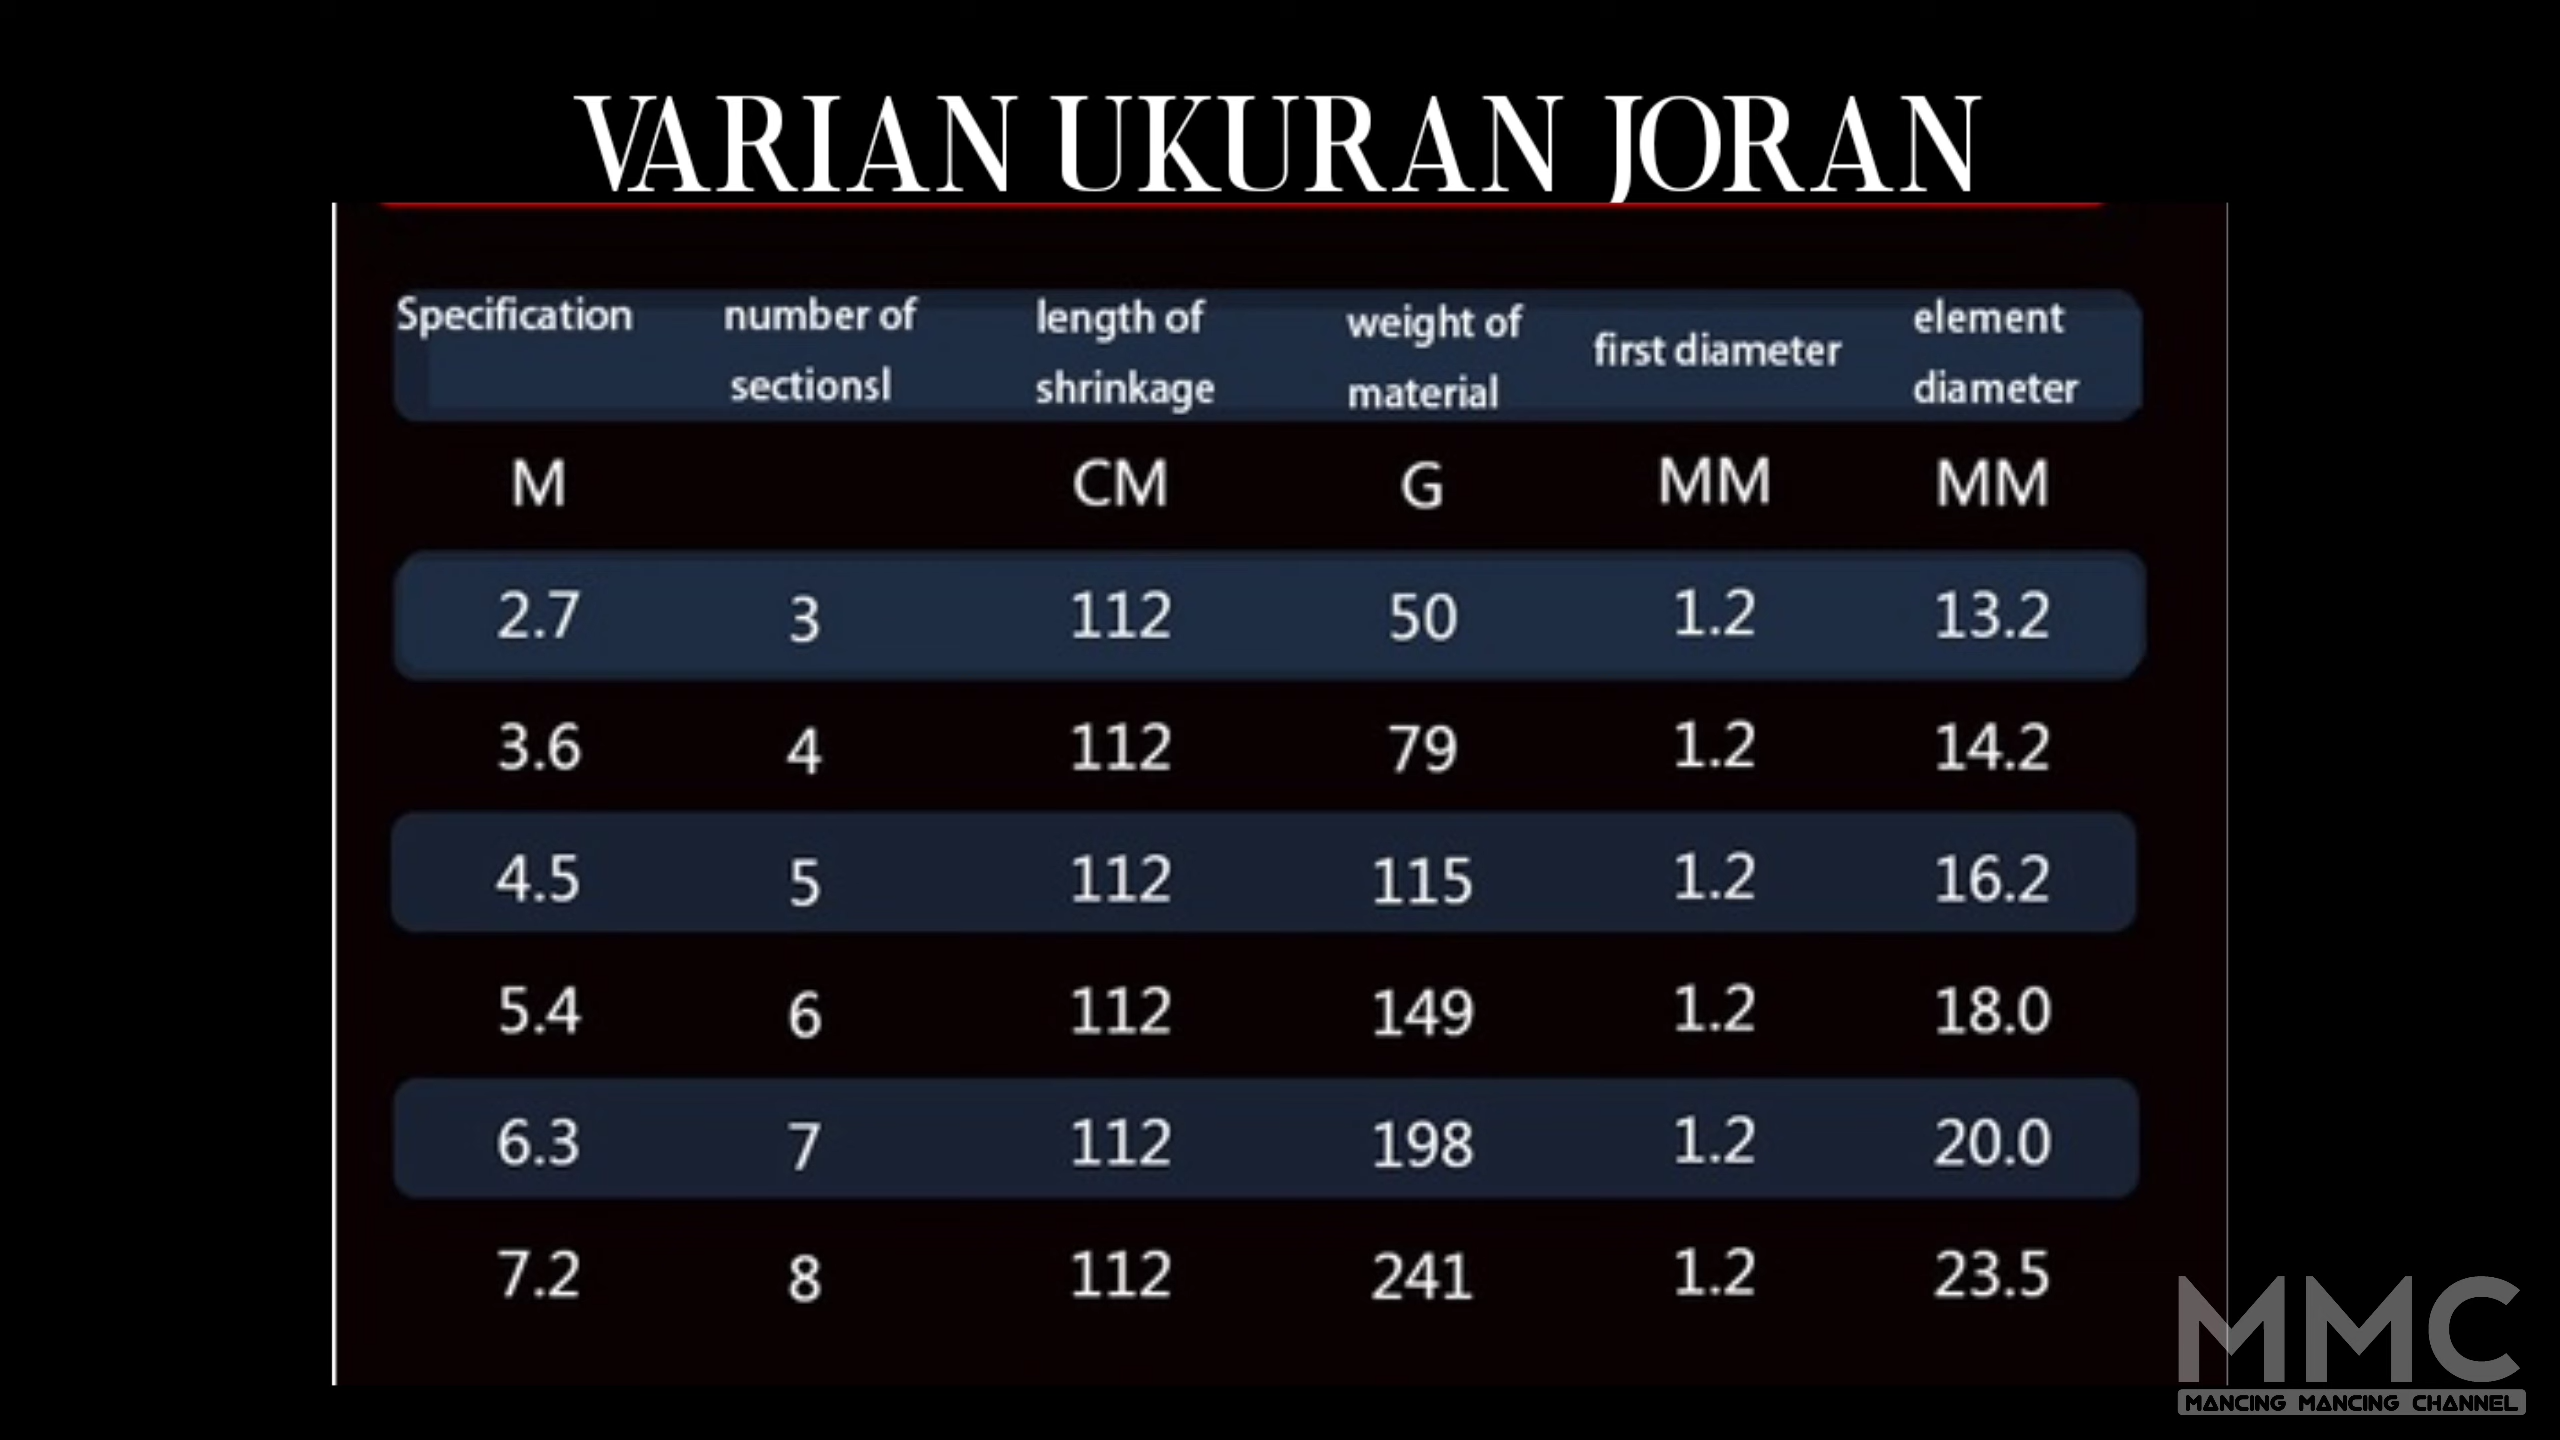 VARIAN UKURAN JORAN
Specification number of sectionsl length of shrinkage weight of material first diameter element diameter
M CM G MM MM
2.7 3 112 50 1.2 13.2
3.6 4 112 79 1.2 14.2
4.5 5 112 115 1.2 16.2
5.4 6 112 149 1.2 18.0
6.3 7 112 198 1.2 20.0
7.2 8 112 241 1.2 23.5
MMC
MANCING MANCING CHANNEL